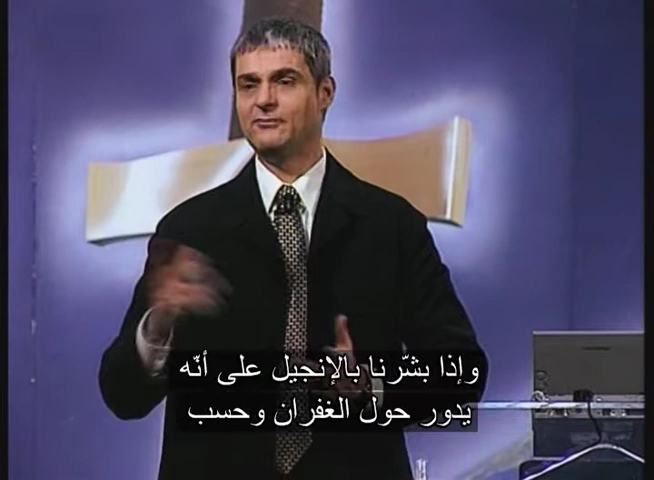 وإذا بشّرنا بالإنجيل على أنّه
يدور حول الغفران وحسب